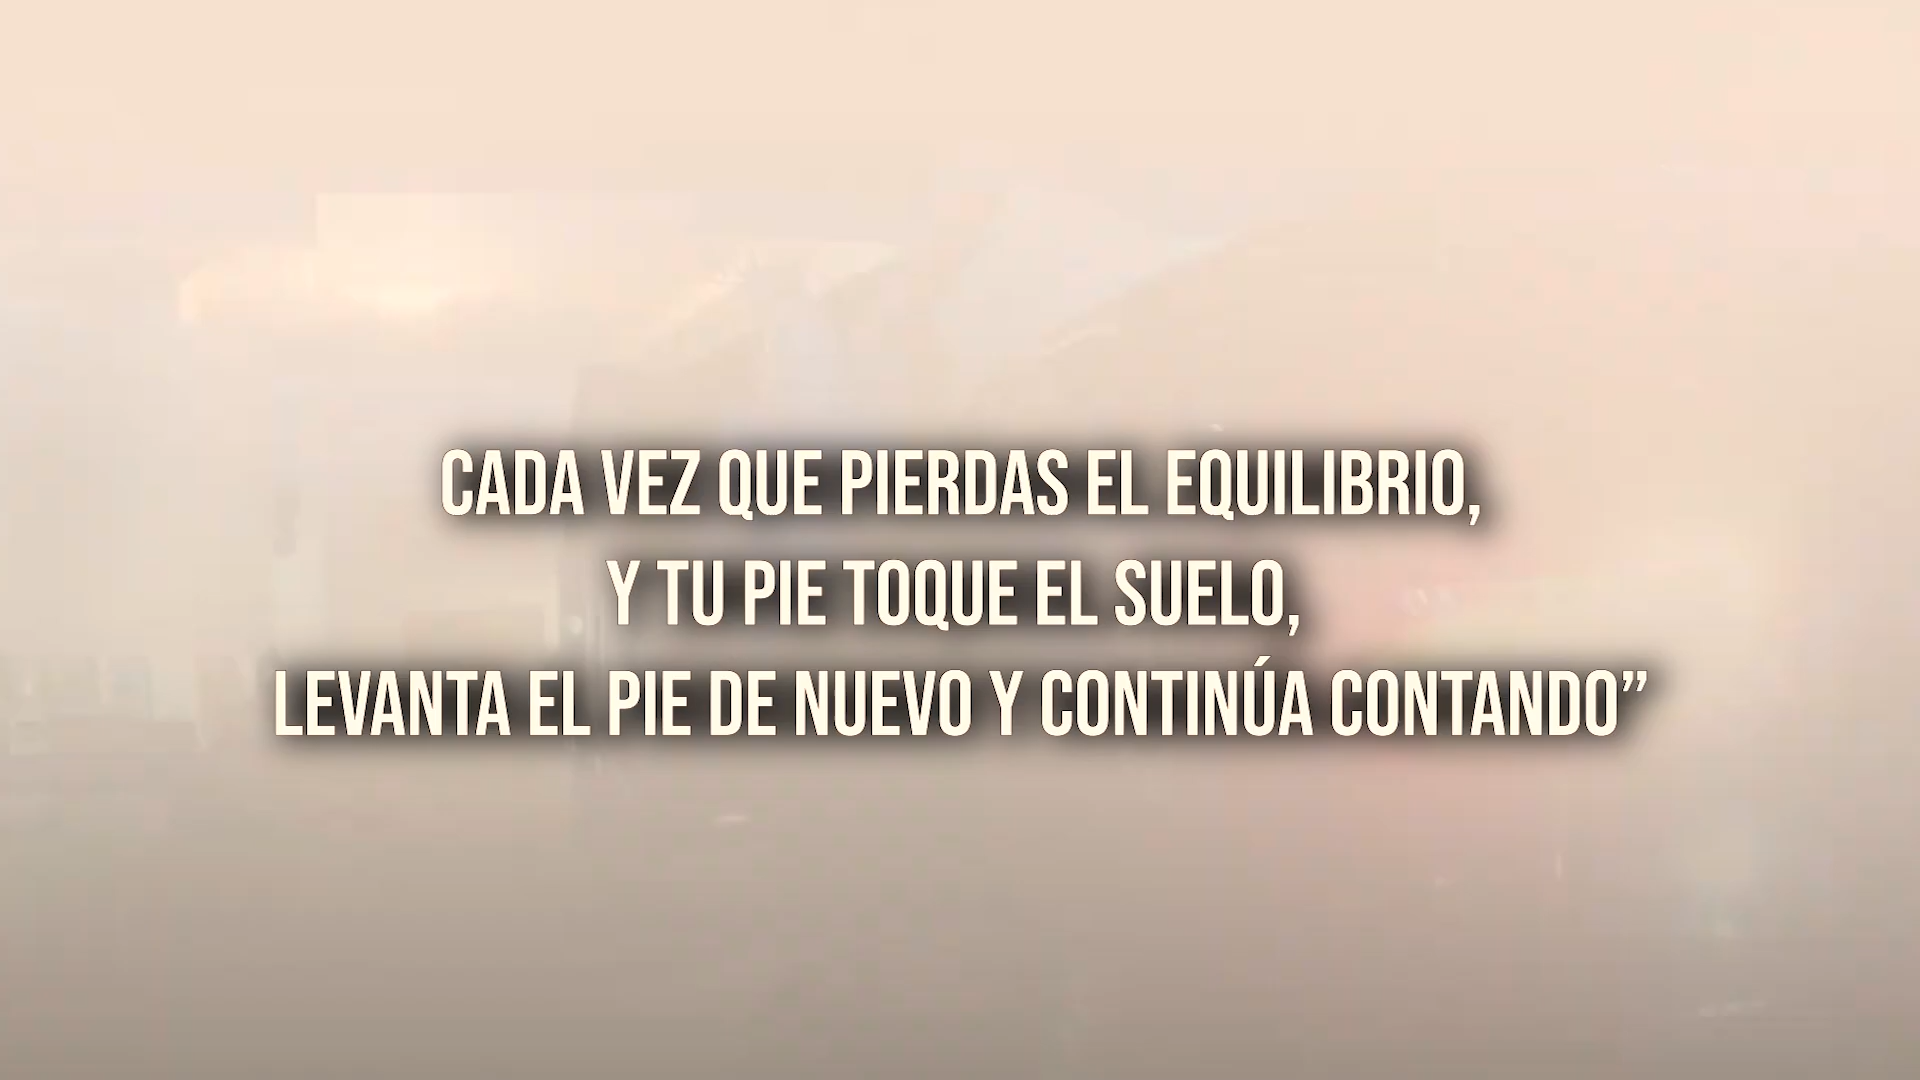 CADA VEZ QUE PIERDAS EL EQUILIBRIO,
Y TU PIE TOQUE EL SUELO,
LEVANTA EL PIE DE NUEVO Y CONTINÚA CONTANDO”